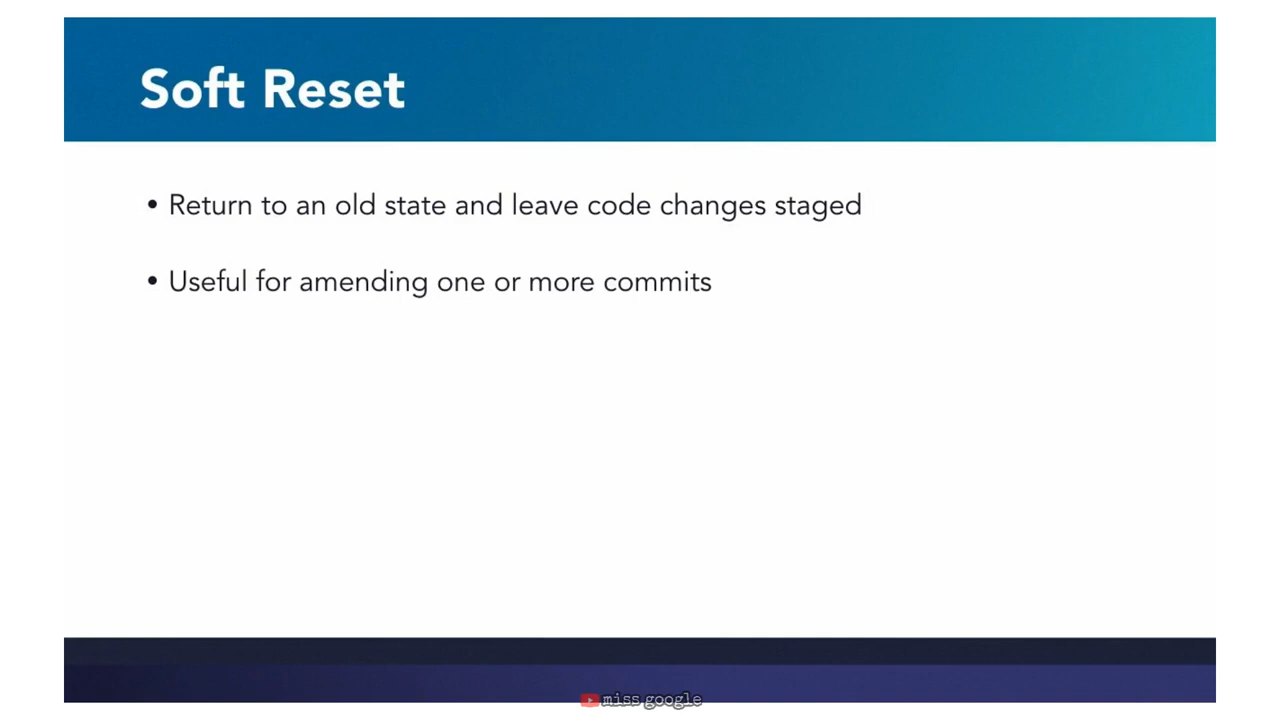 Soft Reset
• Return to an old state and leave code changes staged
• Useful for amending one or more commits
miss google